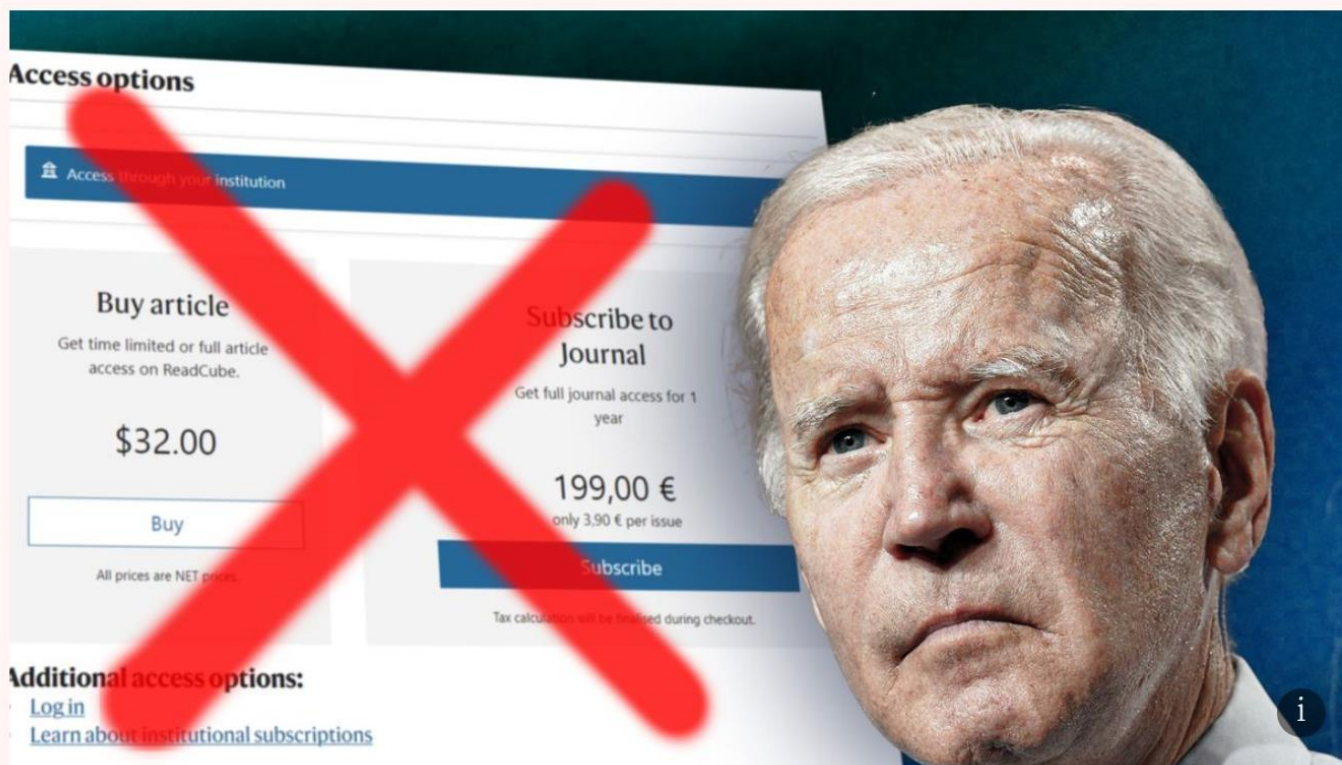 Access options
Access through your institution
Buy article
Get time limited or full article
access on ReadCube.
$32.00
Buy
All prices are NET prices.
Subscribe to
Journal
Get full journal access for 1
year
199,00 €
only 3,90 € per issue
Subscribe
Tax calculation will be finalised during checkout.
Additional access options:
Log in
Learn about institutional subscriptions
i